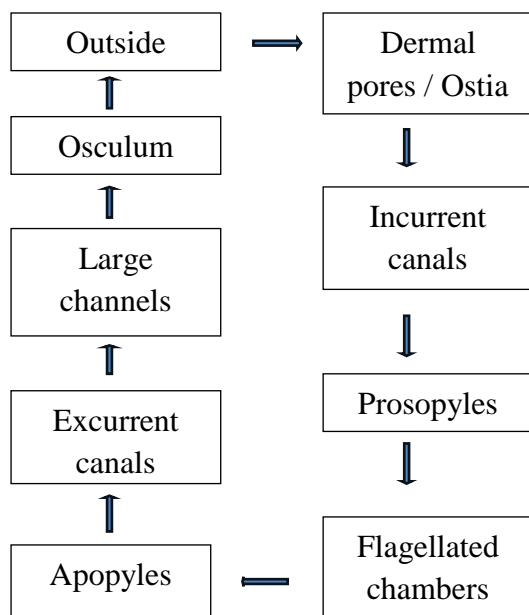 Outside
Dermal
pores / Ostia
Osculum
Incurrent
canals
Large
channels
Prosopyles
Excurrent
canals
Flagellated
chambers
Apopyles